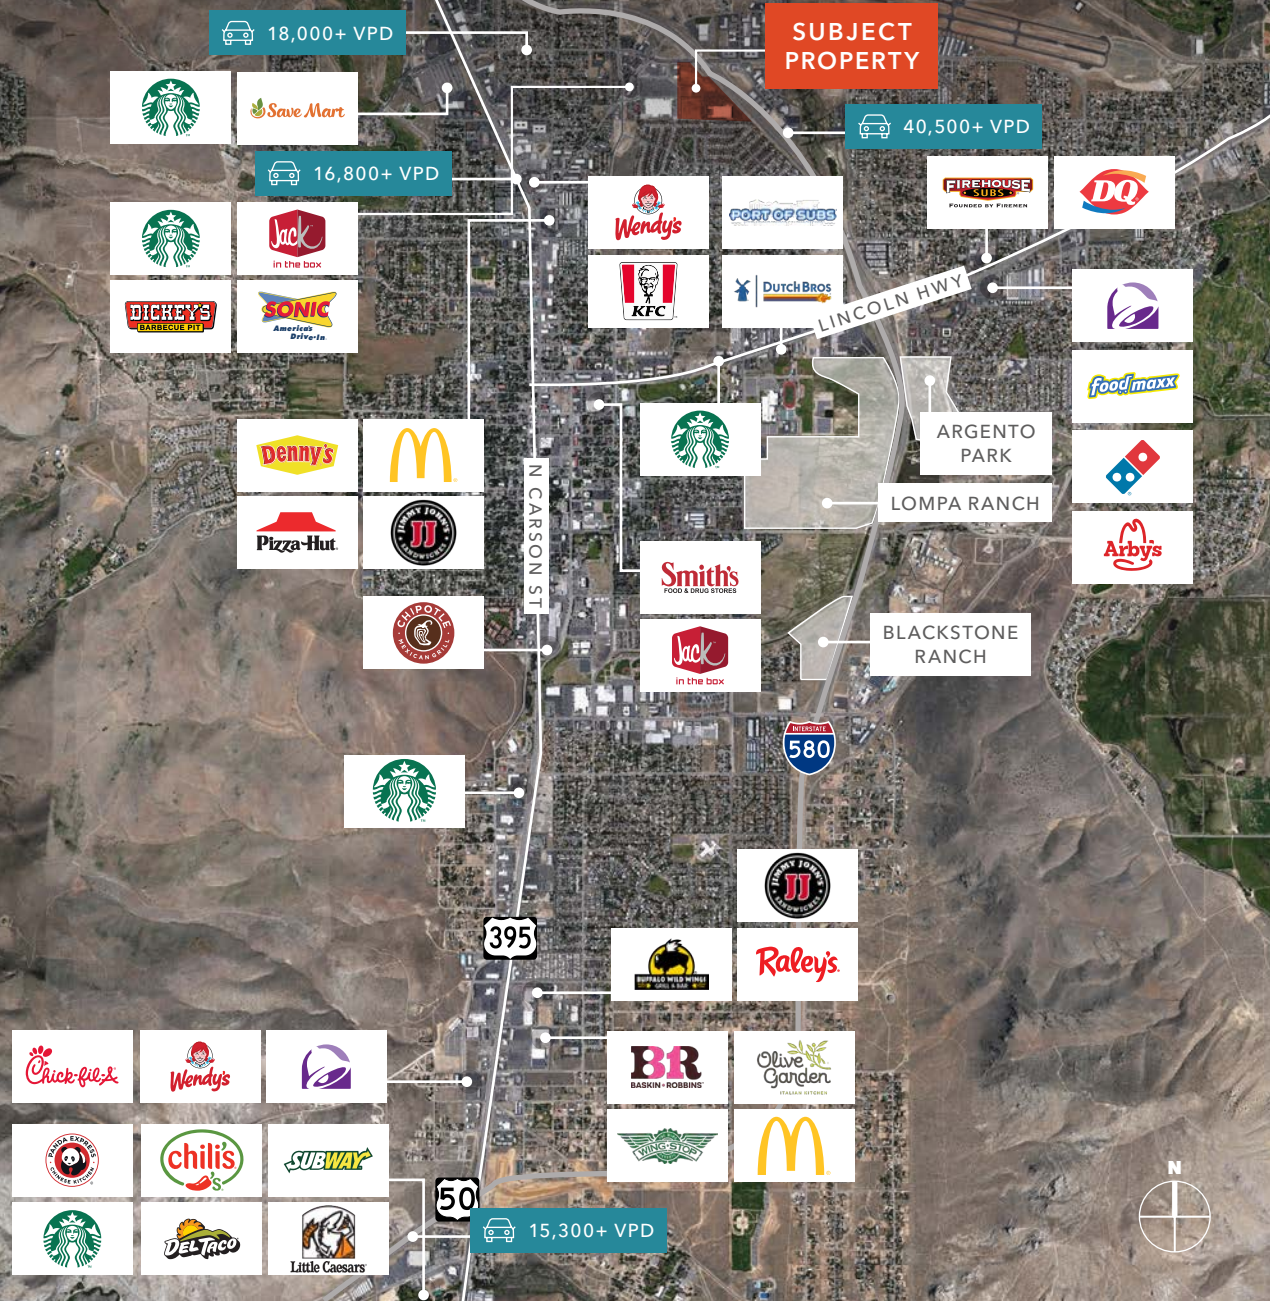 18,000+ VPD
SUBJECT
PROPERTY
Save Mart
40,500+ VPD
16,800+ VPD
Wendy's
PORT OF SUBS
FIREHOUSE
SUBS
FOUNDED BY FIREMEN
DQ
Jack
in the box
KFC
DUTCH BROS
DICKEY'S
BARBECUE PIT
SONIC
America's
Drive-In
LINCOLN HWY
food maxx
Denny's
ARGENTO
PARK
LOMPA RANCH
N CARSON ST
Pizza Hut
JIMMY JOHN'S
JJ
SANDWICHES
Arby's
Smith's
FOOD & DRUG STORES
CHIPOTLE
MEXICAN GRILL
BLACKSTONE
RANCH
Jack
in the box
INTERSTATE
580
JIMMY JOHN'S
JJ
SANDWICHES
395
BUFFALO WILD WINGS
GRILL & BAR
Raley's
Chick-fil-A
Wendy's
BR
BASKIN-ROBBINS
Olive
Garden
ITALIAN KITCHEN
PANDA EXPRESS
CHINESE KITCHEN
chili's
SUBWAY
WING-STOP
50
15,300+ VPD
DEL TACO
Little Caesars
N